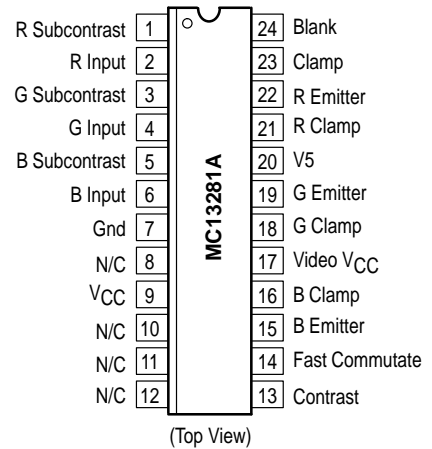 R Subcontrast 1 24 Blank
R Input 2 23 Clamp
G Subcontrast 3 22 R Emitter
G Input 4 21 R Clamp
B Subcontrast 5 20 V5
B Input 6 19 G Emitter
Gnd 7 18 G Clamp
N/C 8 17 Video VCC
VCC 9 16 B Clamp
N/C 10 15 B Emitter
N/C 11 14 Fast Commutate
N/C 12 13 Contrast
MC13281A
(Top View)